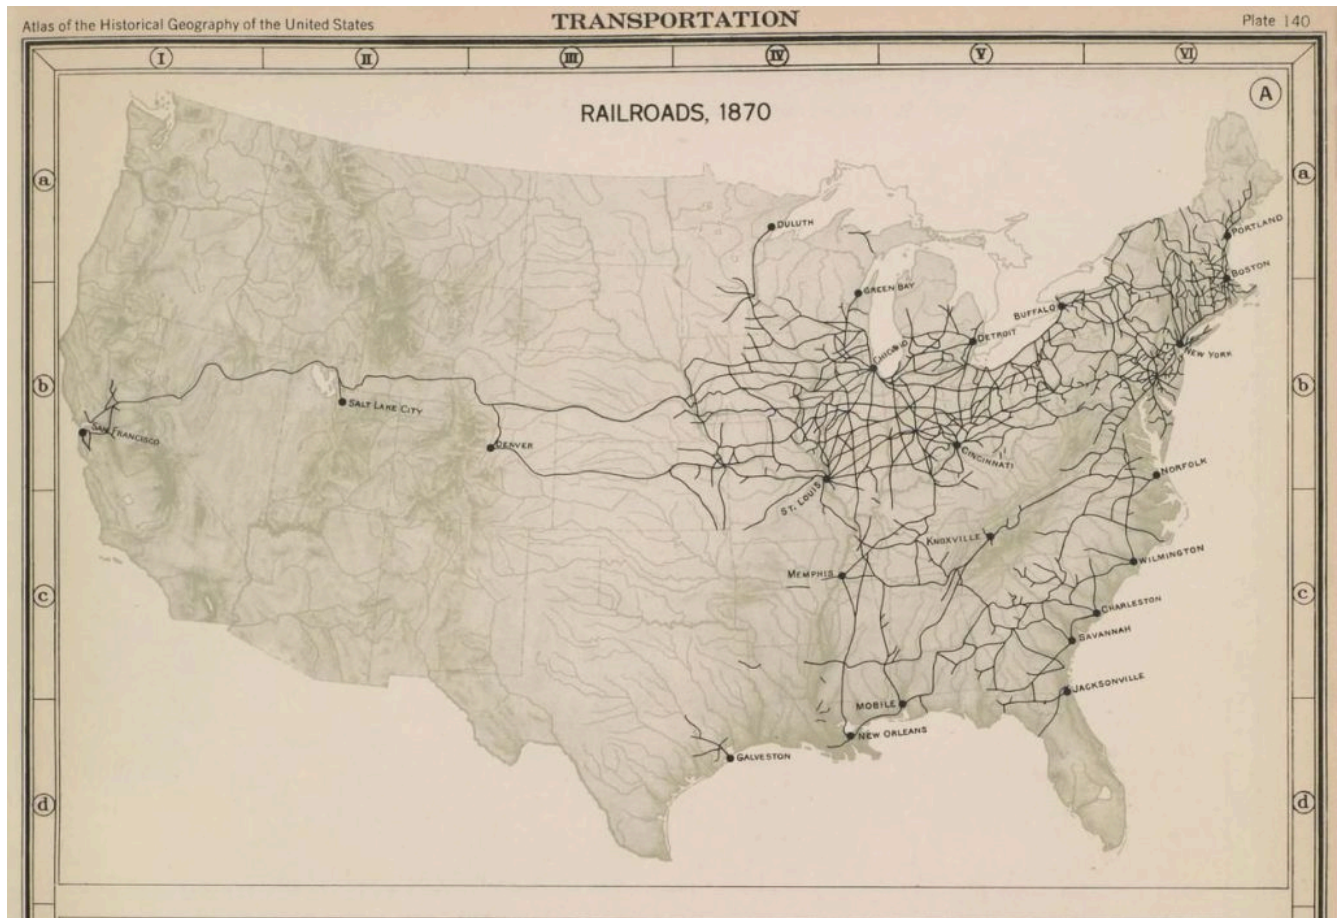 Atlas of the Historical Geography of the United States
TRANSPORTATION
Plate 140
I II III IV V VI
RAILROADS, 1870
A
a
a
DULUTH
PORTLAND
GREEN BAY
BOSTON
BUFFALO
DETROIT
CHICAGO
NEW YORK
b
b
SALT LAKE CITY
SAN FRANCISCO
DENVER
CINCINNATI
NORFOLK
ST. LOUIS
KNOXVILLE
WILMINGTON
MEMPHIS
c
c
CHARLESTON
SAVANNAH
JACKSONVILLE
MOBILE
NEW ORLEANS
GALVESTON
d
d